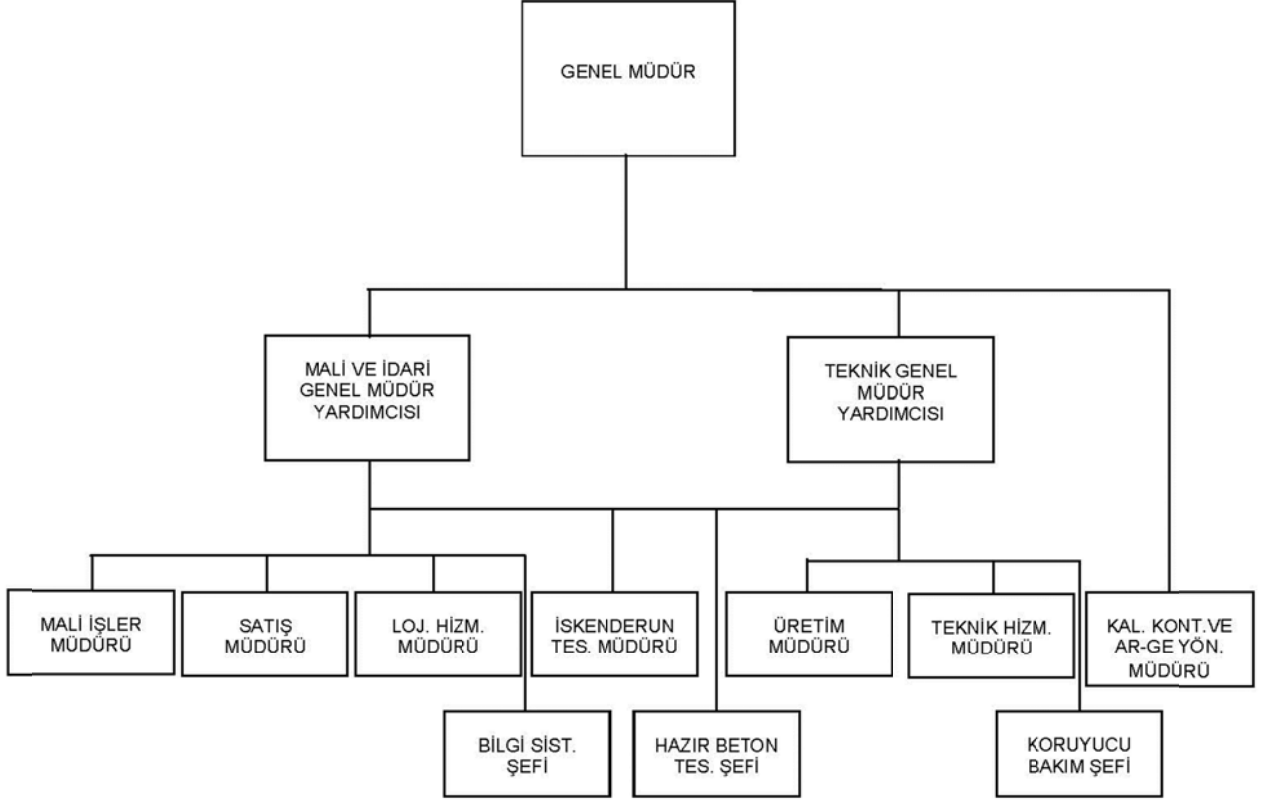 GENEL MÜDÜR
MALİ VE İDARİ
GENEL MÜDÜR
YARDIMCISI
TEKNİK GENEL
MÜDÜR
YARDIMCISI
MALİ İŞLER
MÜDÜRÜ
SATIŞ
MÜDÜRÜ
LOJ. HİZM.
MÜDÜRÜ
İSKENDERUN
TES. MÜDÜRÜ
ÜRETİM
MÜDÜRÜ
TEKNİK HİZM.
MÜDÜRÜ
KAL. KONT.VE
AR-GE YÖN.
MÜDÜRÜ
BİLGİ SİST.
ŞEFİ
HAZIR BETON
TES. ŞEFİ
KORUYUCU
BAKIM ŞEFİ